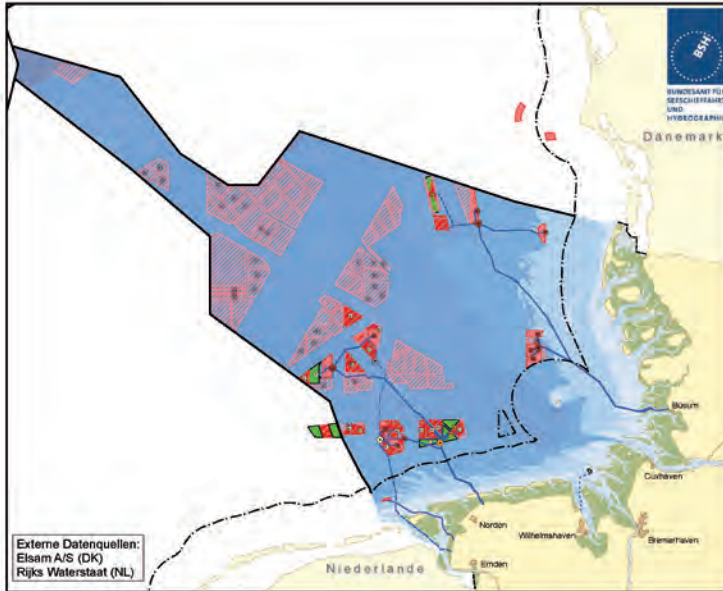 BSH
BUNDESAMT FÜR
SEESCHIFFFAHRT
UND
HYDROGRAPHIE
Dänemark
Büsum
Cuxhaven
Norden
Wilhelmshaven
Bremerhaven
Emden
Niederlande
Externe Datenquellen:
Elsam A/S (DK)
Rijks Waterstaat (NL)